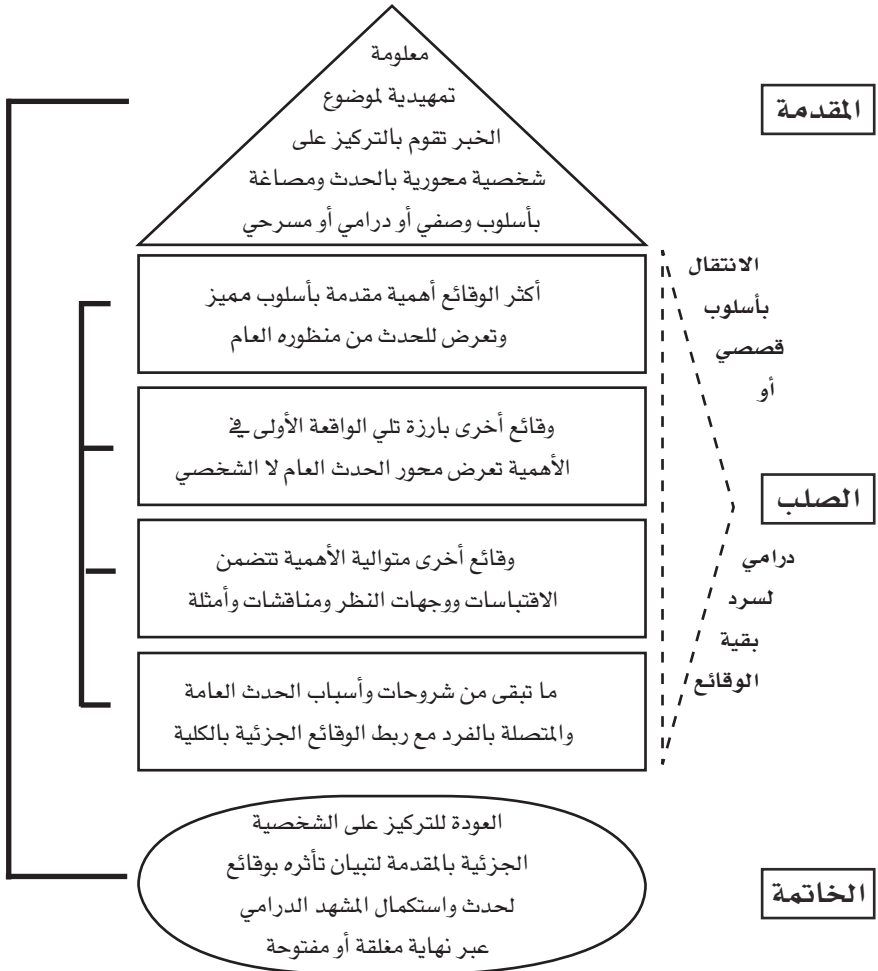 معلومة
تمهيدية لموضوع
الخبر تقوم بالتركيز على
شخصية محورية بالحدث ومصاغة
بأسلوب وصفي أو درامي أو مسرحي
المقدمة
أكثر الوقائع أهمية مقدمة بأسلوب مميز
وتعرض للحدث من منظوره العام
وقائع أخرى بارزة تلي الواقعة الأولى في
الأهمية تعرض محور الحدث العام لا الشخصي
وقائع أخرى متوالية الأهمية تتضمن
الاقتباسات ووجهات النظر ومناقشات وأمثلة
ما تبقى من شروحات وأسباب الحدث العامة
والمتصلة بالفرد مع ربط الوقائع الجزئية بالكلية
الانتقال
بأسلوب
قصصي
أو
درامي
لسرد
بقية
الوقائع
الصلب
العودة للتركيز على الشخصية
الجزئية بالمقدمة لتبيان تأثره بوقائع
لحدث واستكمال المشهد الدرامي
عبر نهاية مغلقة أو مفتوحة
الخاتمة